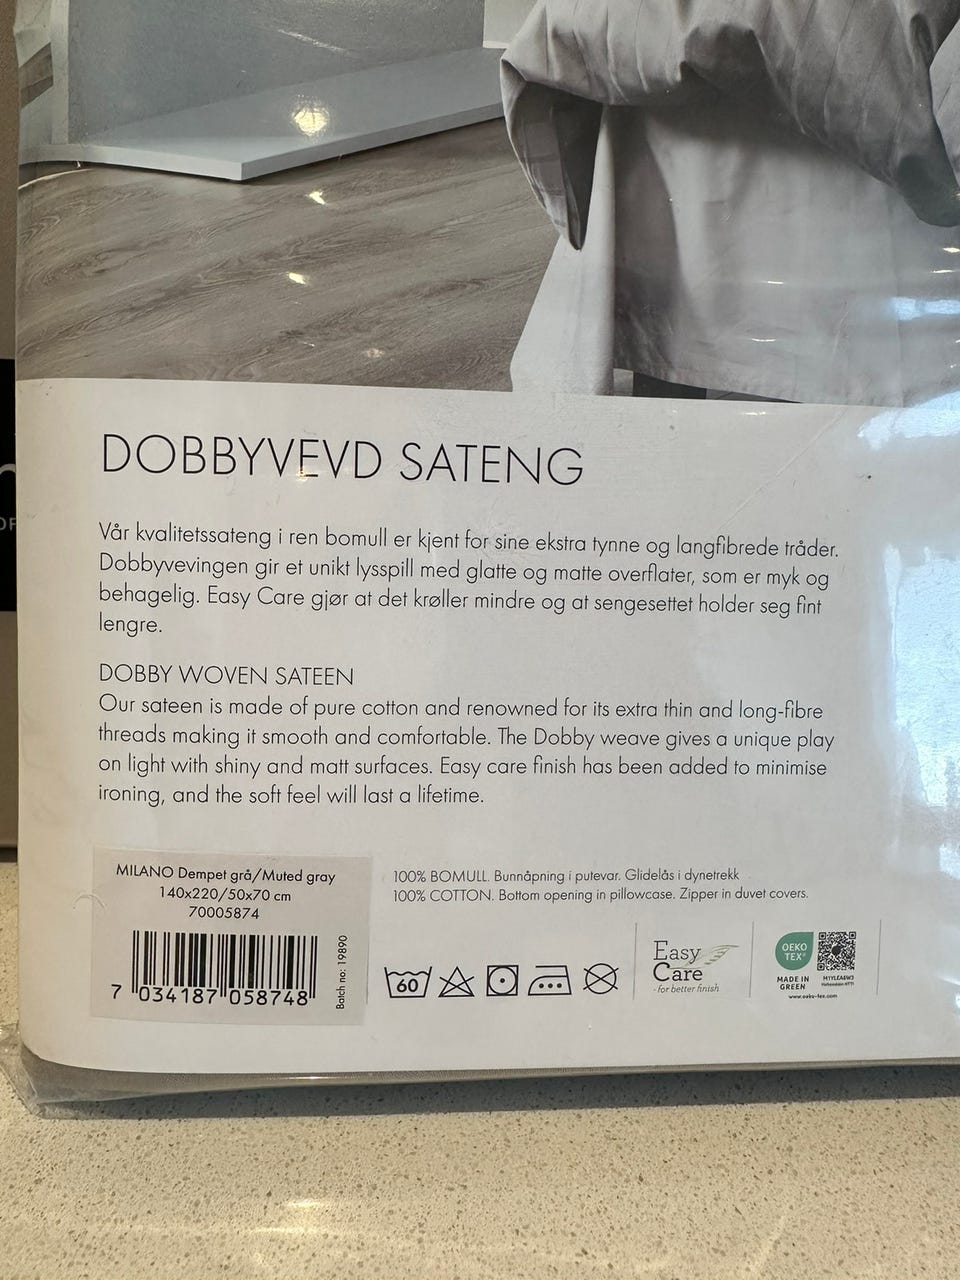 DOBBYVEVD SATENG
Vår kvalitetssateng i ren bomull er kjent for sine ekstra tynne og langfibrede tråder.
Dobbyvevingen gir et unikt lysspill med glatte og matte overflater, som er myk og
behagelig. Easy Care gjør at det krøller mindre og at sengesettet holder seg fint
lengre.
DOBBY WOVEN SATEEN
Our sateen is made of pure cotton and renowned for its extra thin and long-fibre
threads making it smooth and comfortable. The Dobby weave gives a unique play
on light with shiny and matt surfaces. Easy care finish has been added to minimise
ironing, and the soft feel will last a lifetime.
MILANO Dempet grå/Muted gray
140x220/50x70 cm
70005874
7 034187 058748
Batch no: 19890
100% BOMULL. Bunnåpning i putevar. Glidelås i dynetrekk
100% COTTON. Bottom opening in pillowcase. Zipper in duvet covers.
60
Easy
Care
- for better finish
OEKO
TEX®
MADE IN
GREEN
www.oeko-tex.com